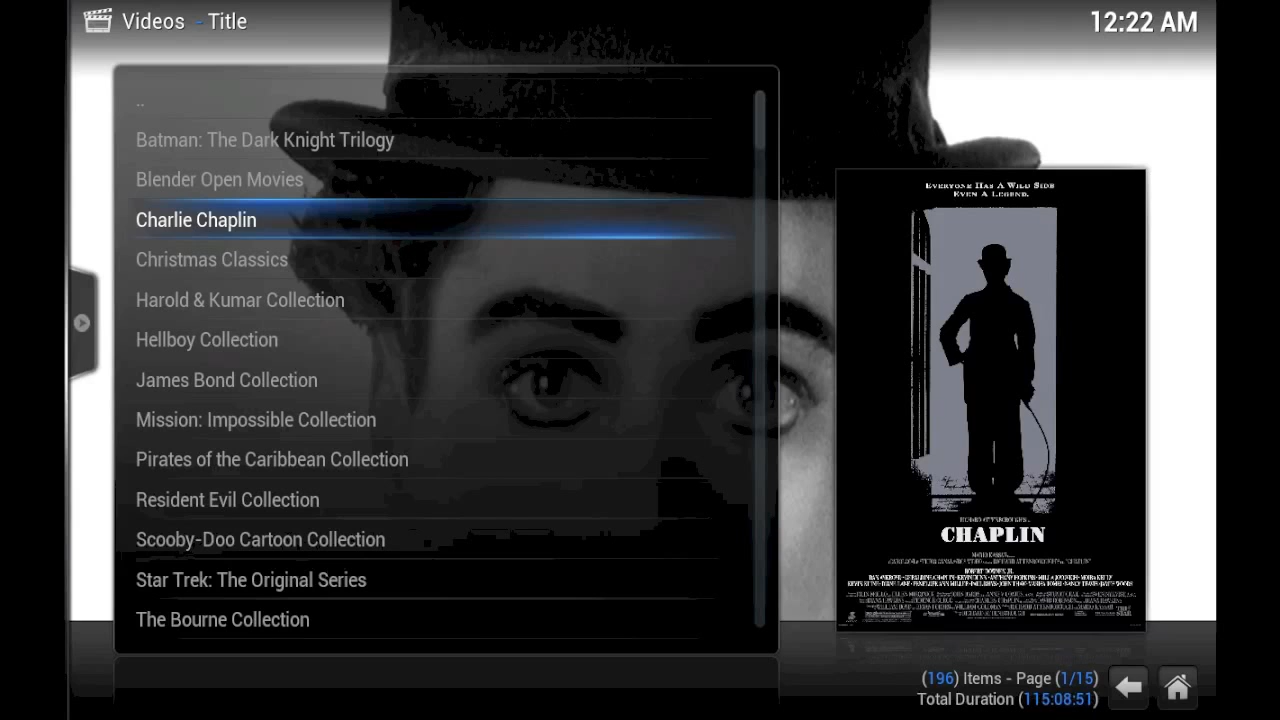 Videos - Title
12:22 AM
..
Batman: The Dark Knight Trilogy
Blender Open Movies
Charlie Chaplin
Christmas Classics
Harold & Kumar Collection
Hellboy Collection
James Bond Collection
Mission: Impossible Collection
Pirates of the Caribbean Collection
Resident Evil Collection
Scooby-Doo Cartoon Collection
Star Trek: The Original Series
The Bourne Collection
EVERYONE HAS A WILD SIDE
EVEN A LEGEND.
CHAPLIN
ROBERT DOWNEY, JR.
(196) Items - Page (1/15)
Total Duration (115:08:51)